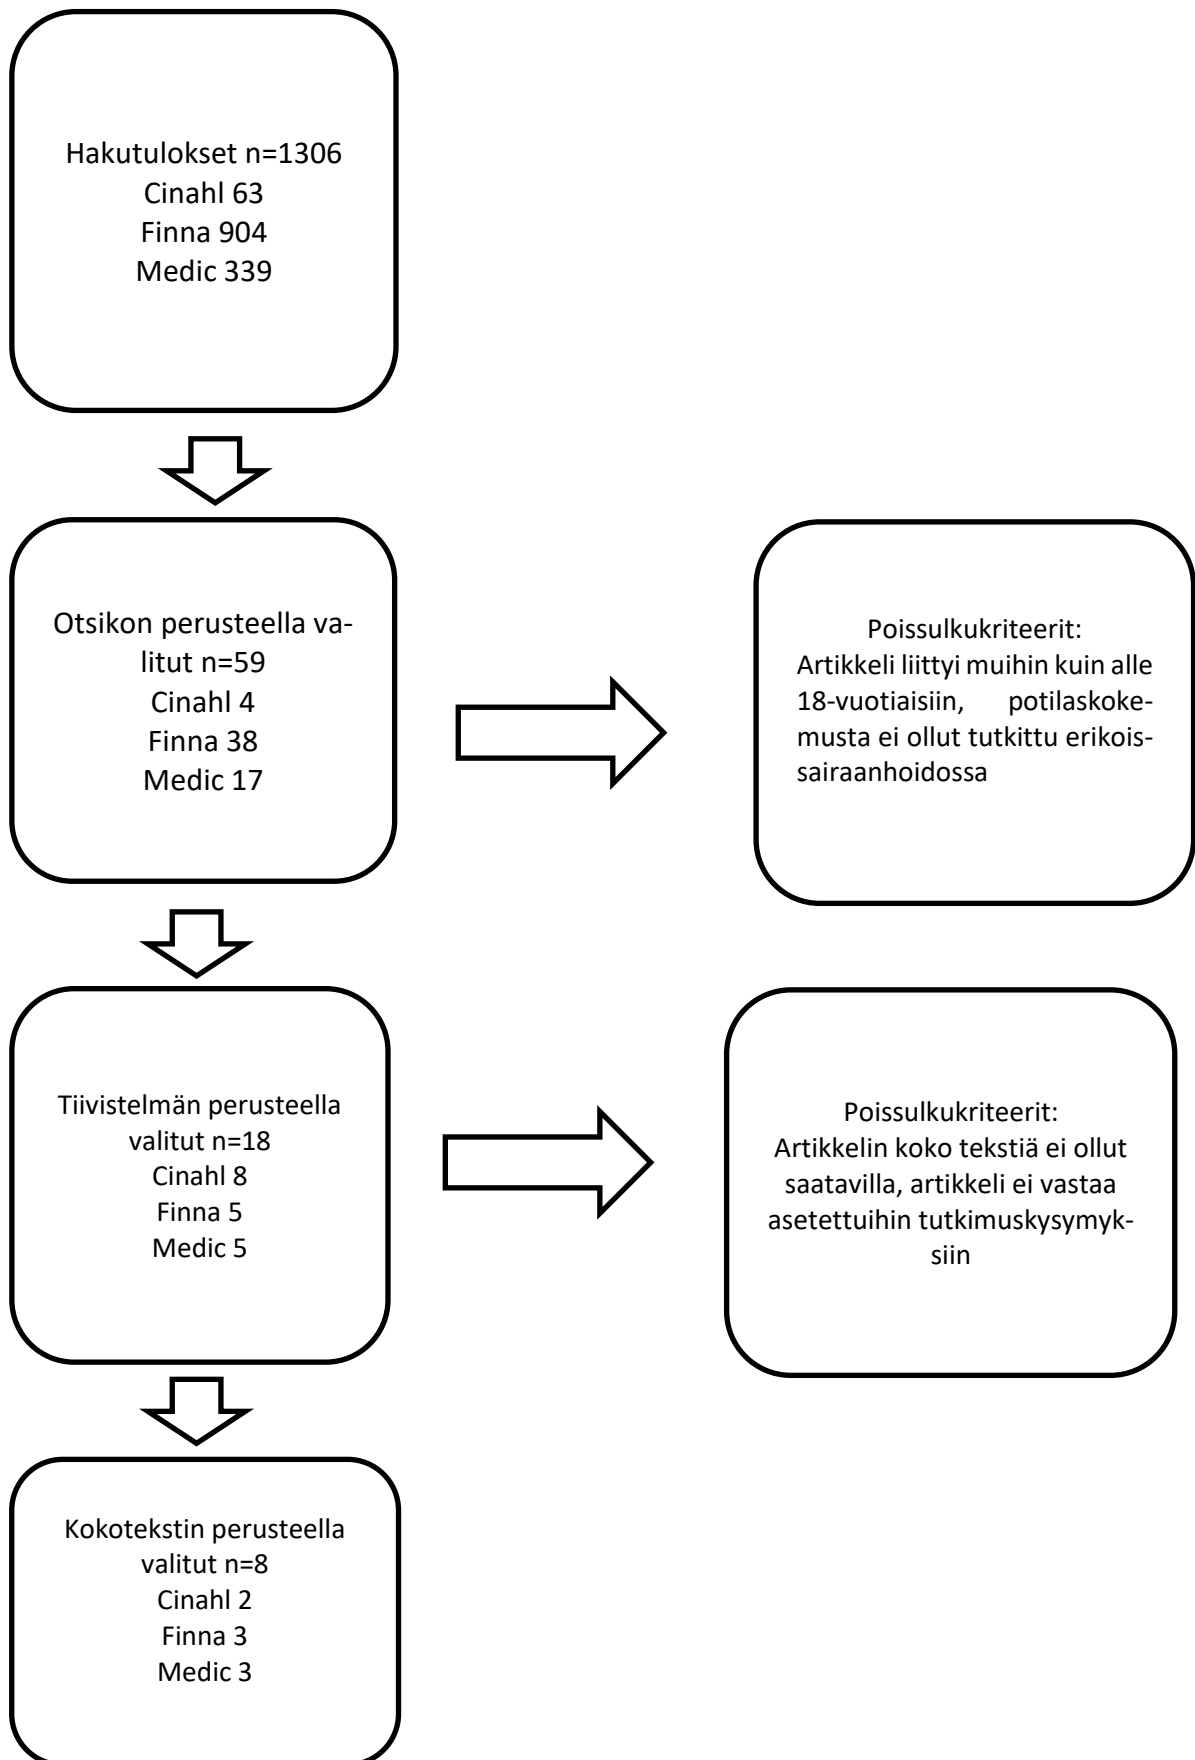 Hakutulokset n=1306
Cinahl 63
Finna 904
Medic 339
Otsikon perusteella va-
litut n=59
Cinahl 4
Finna 38
Medic 17
Poissulkukriteerit:
Artikkeli liittyi muihin kuin alle
18-vuotiaisiin, potilaskoke-
musta ei ollut tutkittu erikois-
sairaanhoidossa
Tiivistelmän perusteella
valitut n=18
Cinahl 8
Finna 5
Medic 5
Poissulkukriteerit:
Artikkelin koko tekstiä ei ollut
saatavilla, artikkeli ei vastaa
asetettuihin tutkimuskysymyk-
siin
Kokotekstin perusteella
valitut n=8
Cinahl 2
Finna 3
Medic 3